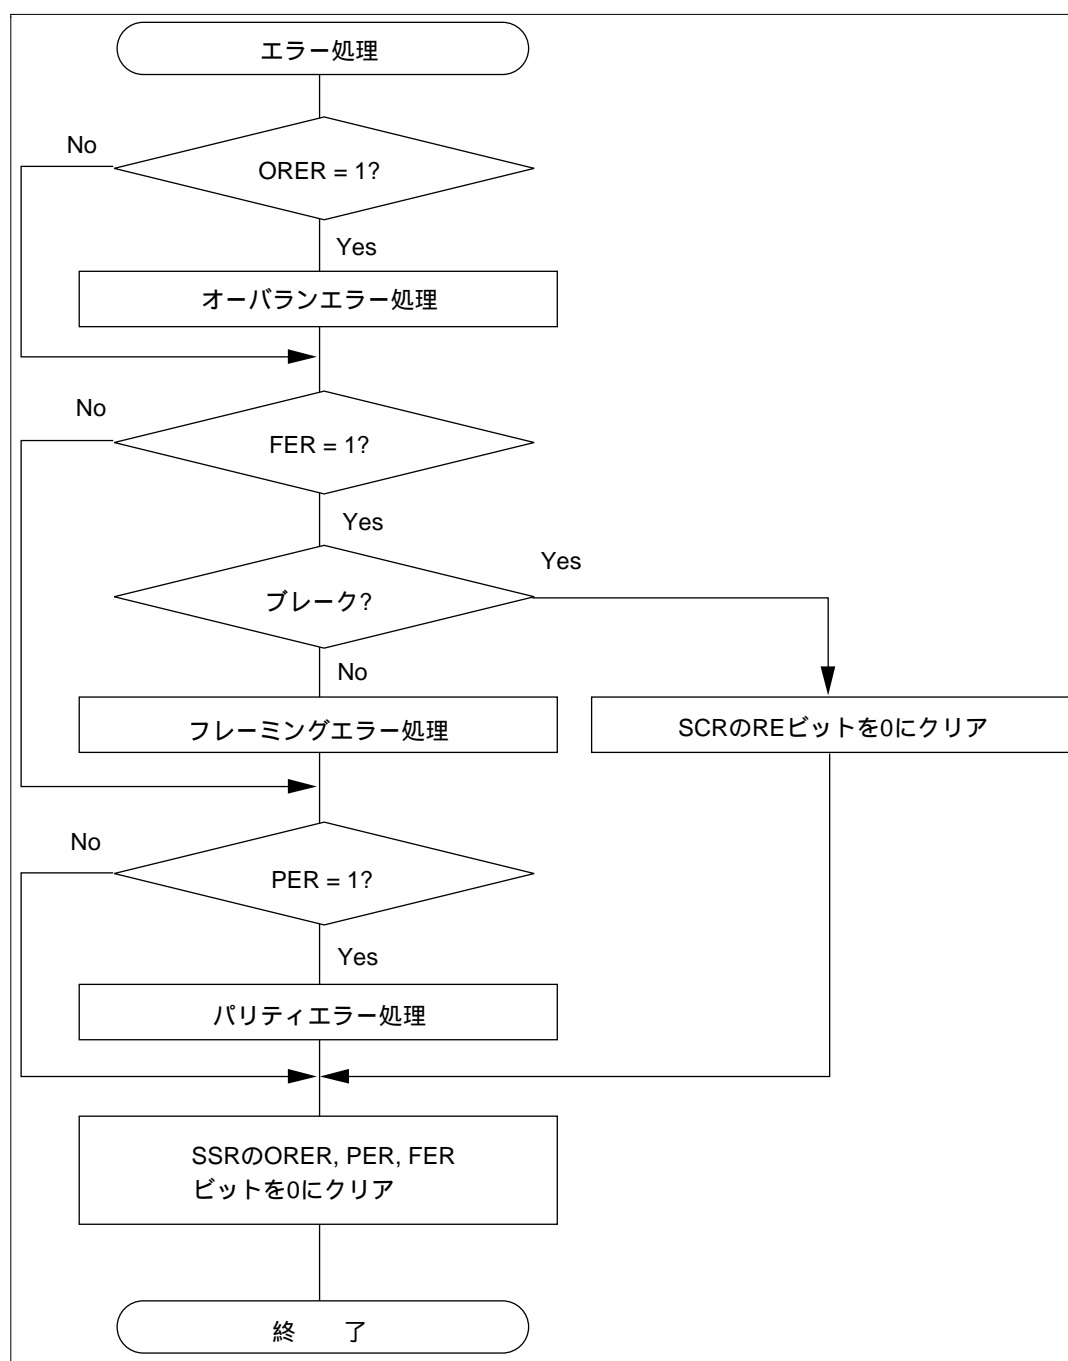 エラー処理
No
ORER = 1?
Yes
オーバランエラー処理
No
FER = 1?
Yes
Yes
ブレーク?
No
フレーミングエラー処理
SCRのREビットを0にクリア
No
PER = 1?
Yes
パリティエラー処理
SSRのORER, PER, FER
ビットを0にクリア
終　了